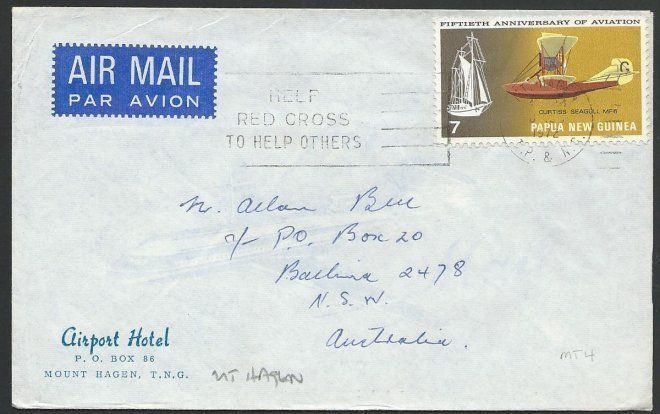 FIFTIETH ANNIVERSARY OF AVIATION
CURTISS SEAGULL MF6
7 PAPUA NEW GUINEA
AIR MAIL
PAR AVION
HELP
RED CROSS
TO HELP OTHERS
1972
P. & N.
Mr. Allan Bell
c/- P.O. Box 20
Ballina 2478
N.S.W.
Australia.
Airport Hotel
P. O. BOX 86
MOUNT HAGEN, T.N.G.
MT HAGEN
MT4